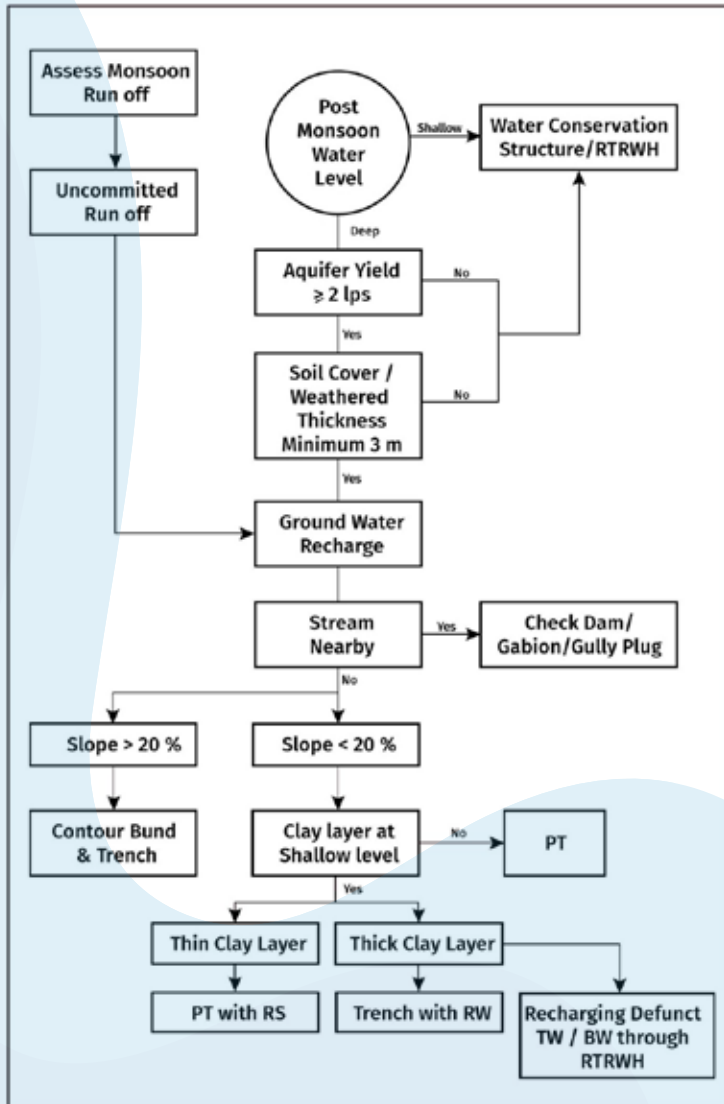 Assess Monsoon
Run off
Uncommitted
Run off
Post
Monsoon
Water
Level
Shallow
Water Conservation
Structure/RTRWH
Deep
Aquifer Yield
⩾ 2 lps
No
Yes
Soil Cover /
Weathered
Thickness
Minimum 3 m
No
Yes
Ground Water
Recharge
Stream
Nearby
Yes
Check Dam/
Gabion/Gully Plug
No
Slope > 20 %
Slope < 20 %
Contour Bund
& Trench
Clay layer at
Shallow level
No
PT
Yes
Thin Clay Layer
Thick Clay Layer
PT with RS
Trench with RW
Recharging Defunct
TW / BW through
RTRWH